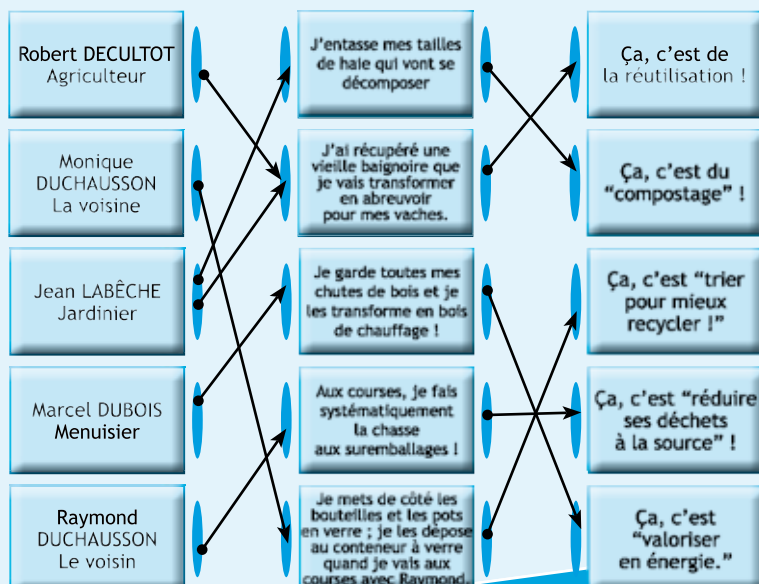 Robert DECULTOT
Agriculteur
J'entasse mes tailles
de haie qui vont se
décomposer
Ça, c'est de
la réutilisation !
Monique
DUCHAUSSON
La voisine
J'ai récupéré une
vieille baignoire que
je vais transformer
en abreuvoir
pour mes vaches.
Ça, c'est du
“compostage” !
Jean LABÊCHE
Jardinier
Je garde toutes mes
chutes de bois et je
les transforme en bois
de chauffage !
Ça, c'est “trier
pour mieux
recycler !”
Marcel DUBOIS
Menuisier
Aux courses, je fais
systématiquement
la chasse
aux suremballages !
Ça, c'est “réduire
ses déchets
à la source” !
Raymond
DUCHAUSSON
Le voisin
Je mets de côté les
bouteilles et les pots
en verre ; je les dépose
au conteneur à verre
quand je vais aux
courses avec Raymond.
Ça, c'est
“valoriser
en énergie.”